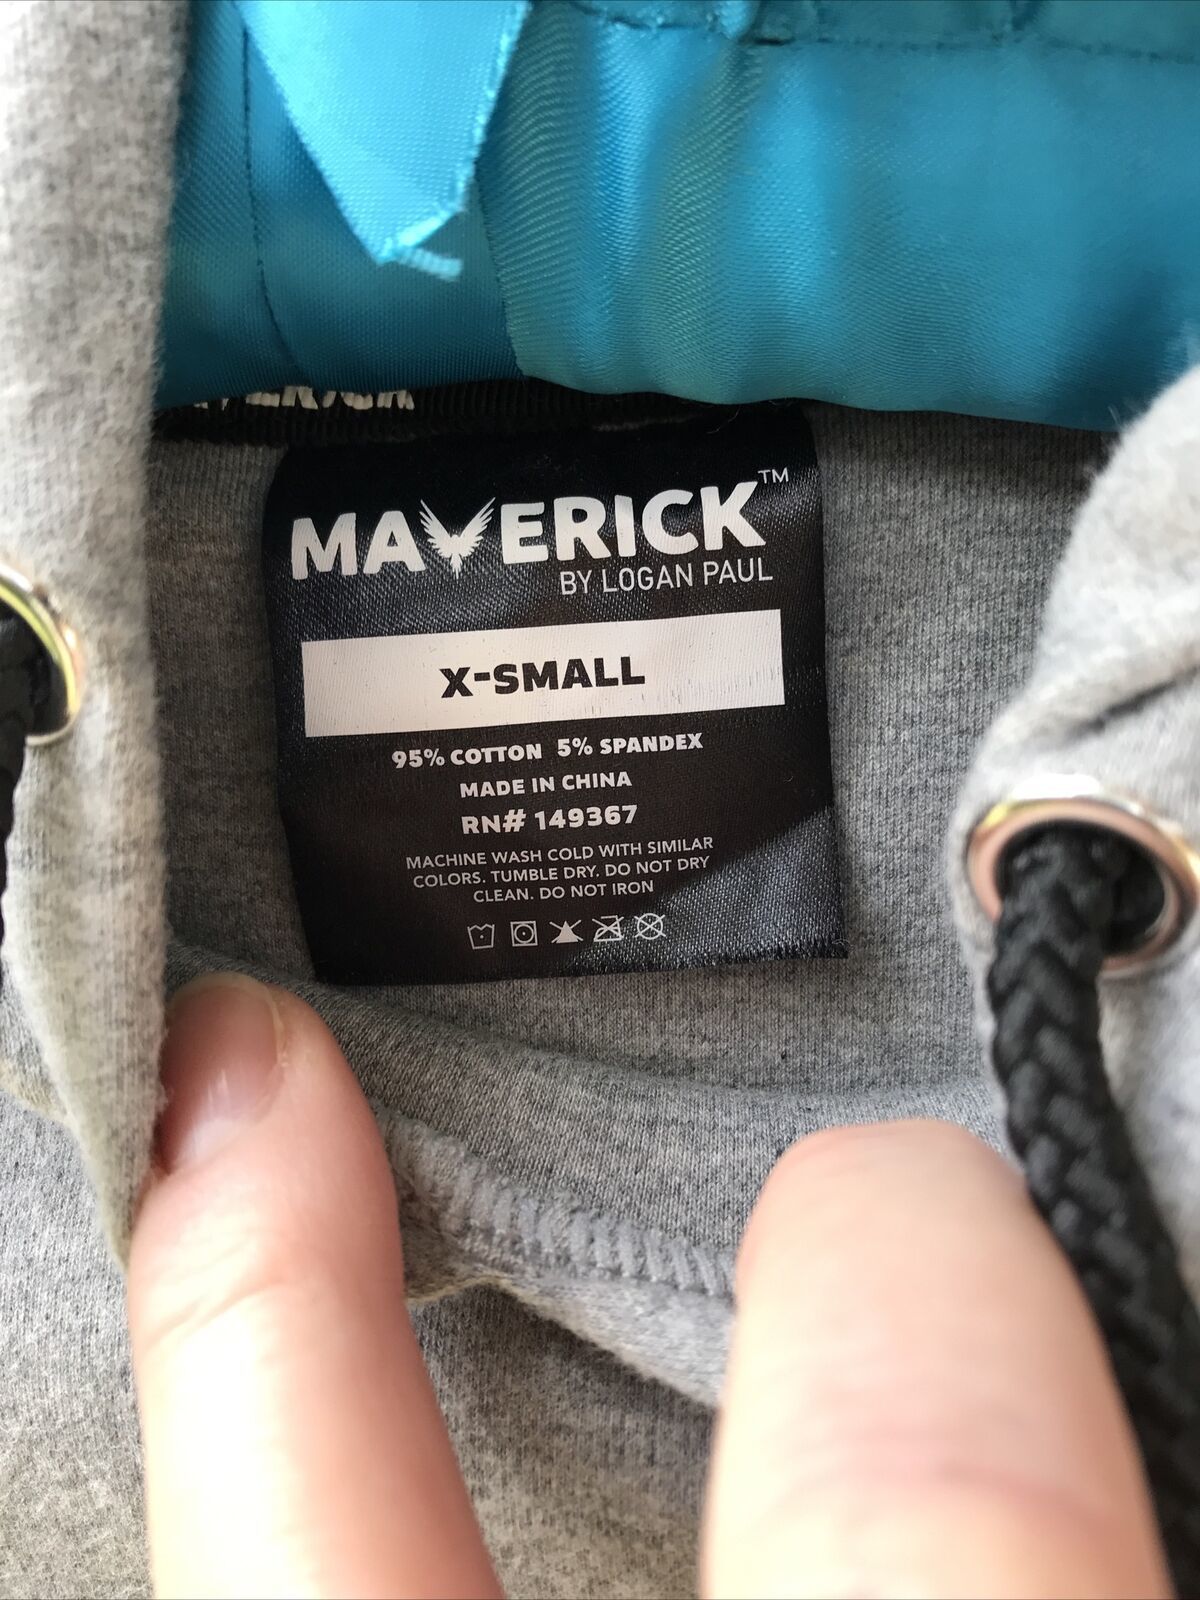 MAVERICK™
BY LOGAN PAUL
X-SMALL
95% COTTON 5% SPANDEX
MADE IN CHINA
RN# 149367
MACHINE WASH COLD WITH SIMILAR
COLORS. TUMBLE DRY. DO NOT DRY
CLEAN. DO NOT IRON